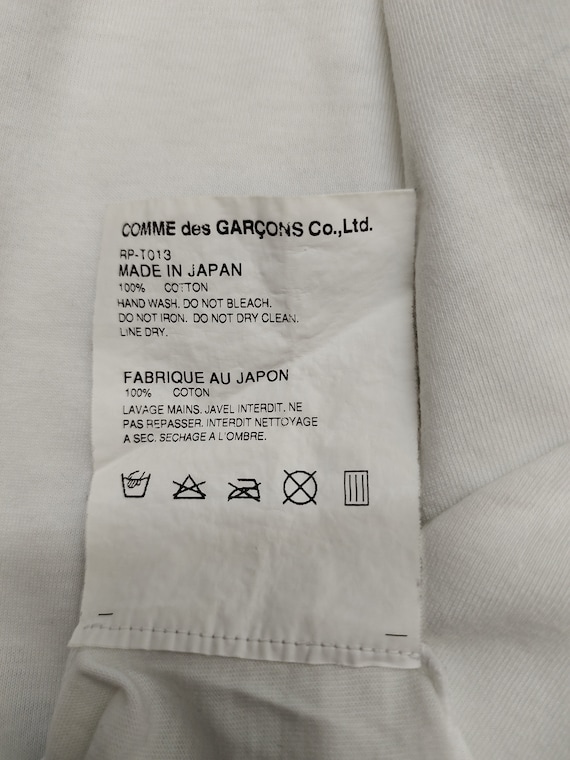 COMME des GARÇONS Co.,Ltd.
RP-T013
MADE IN JAPAN
100% COTTON
HAND WASH. DO NOT BLEACH.
DO NOT IRON. DO NOT DRY CLEAN.
LINE DRY.
FABRIQUE AU JAPON
100% COTON
LAVAGE MAINS. JAVEL INTERDIT. NE
PAS REPASSER. INTERDIT NETTOYAGE
A SEC. SECHAGE A L'OMBRE.